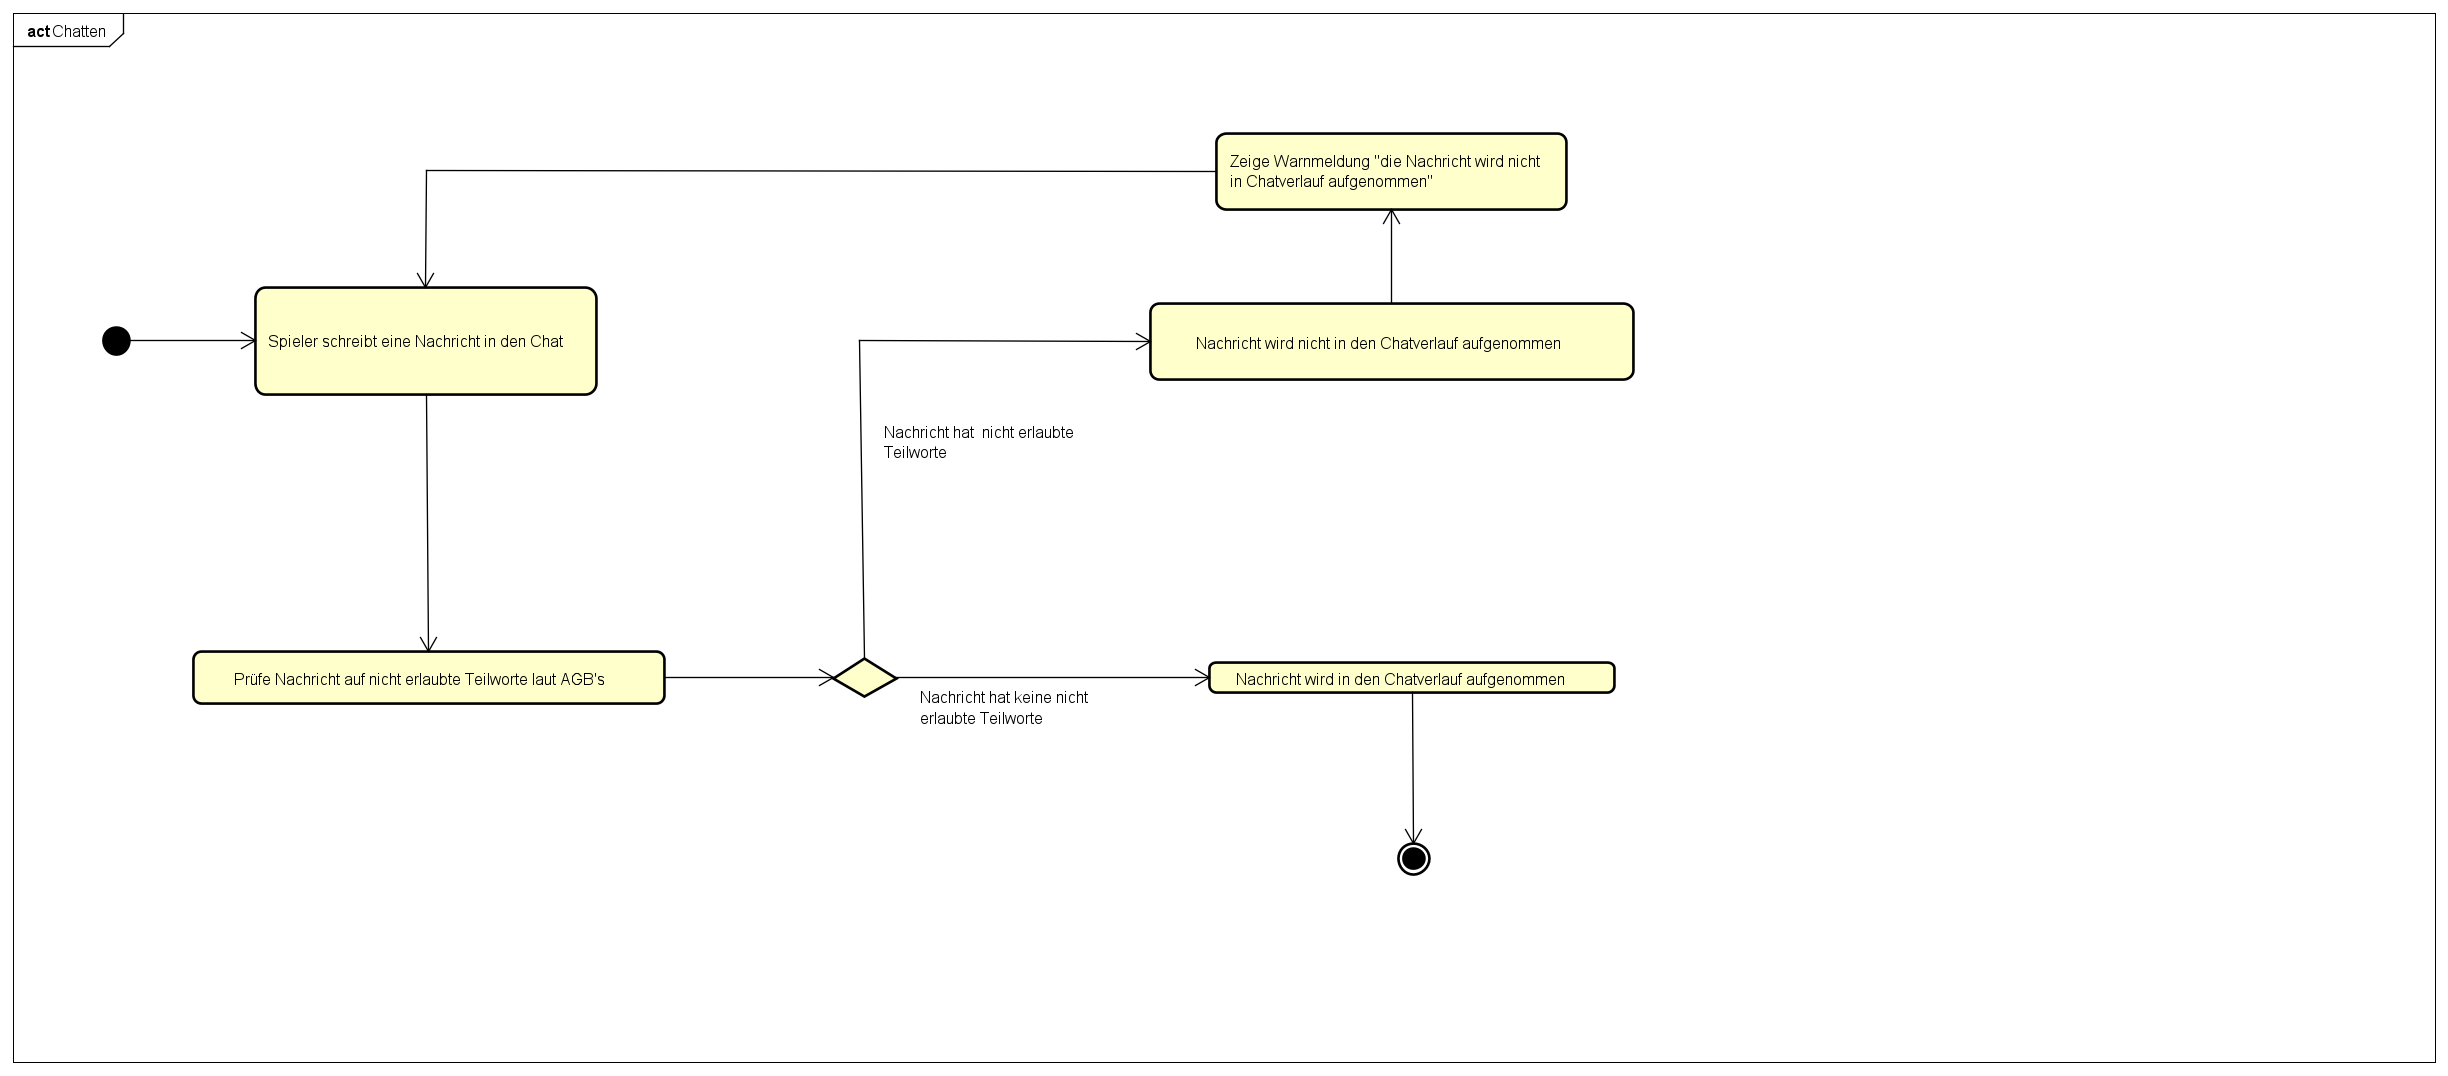 act Chatten
Zeige Warnmeldung "die Nachricht wird nicht
in Chatverlauf aufgenommen"
Spieler schreibt eine Nachricht in den Chat
Nachricht wird nicht in den Chatverlauf aufgenommen
Nachricht hat  nicht erlaubte
Teilworte
Prüfe Nachricht auf nicht erlaubte Teilworte laut AGB's
Nachricht wird in den Chatverlauf aufgenommen
Nachricht hat keine nicht
erlaubte Teilworte